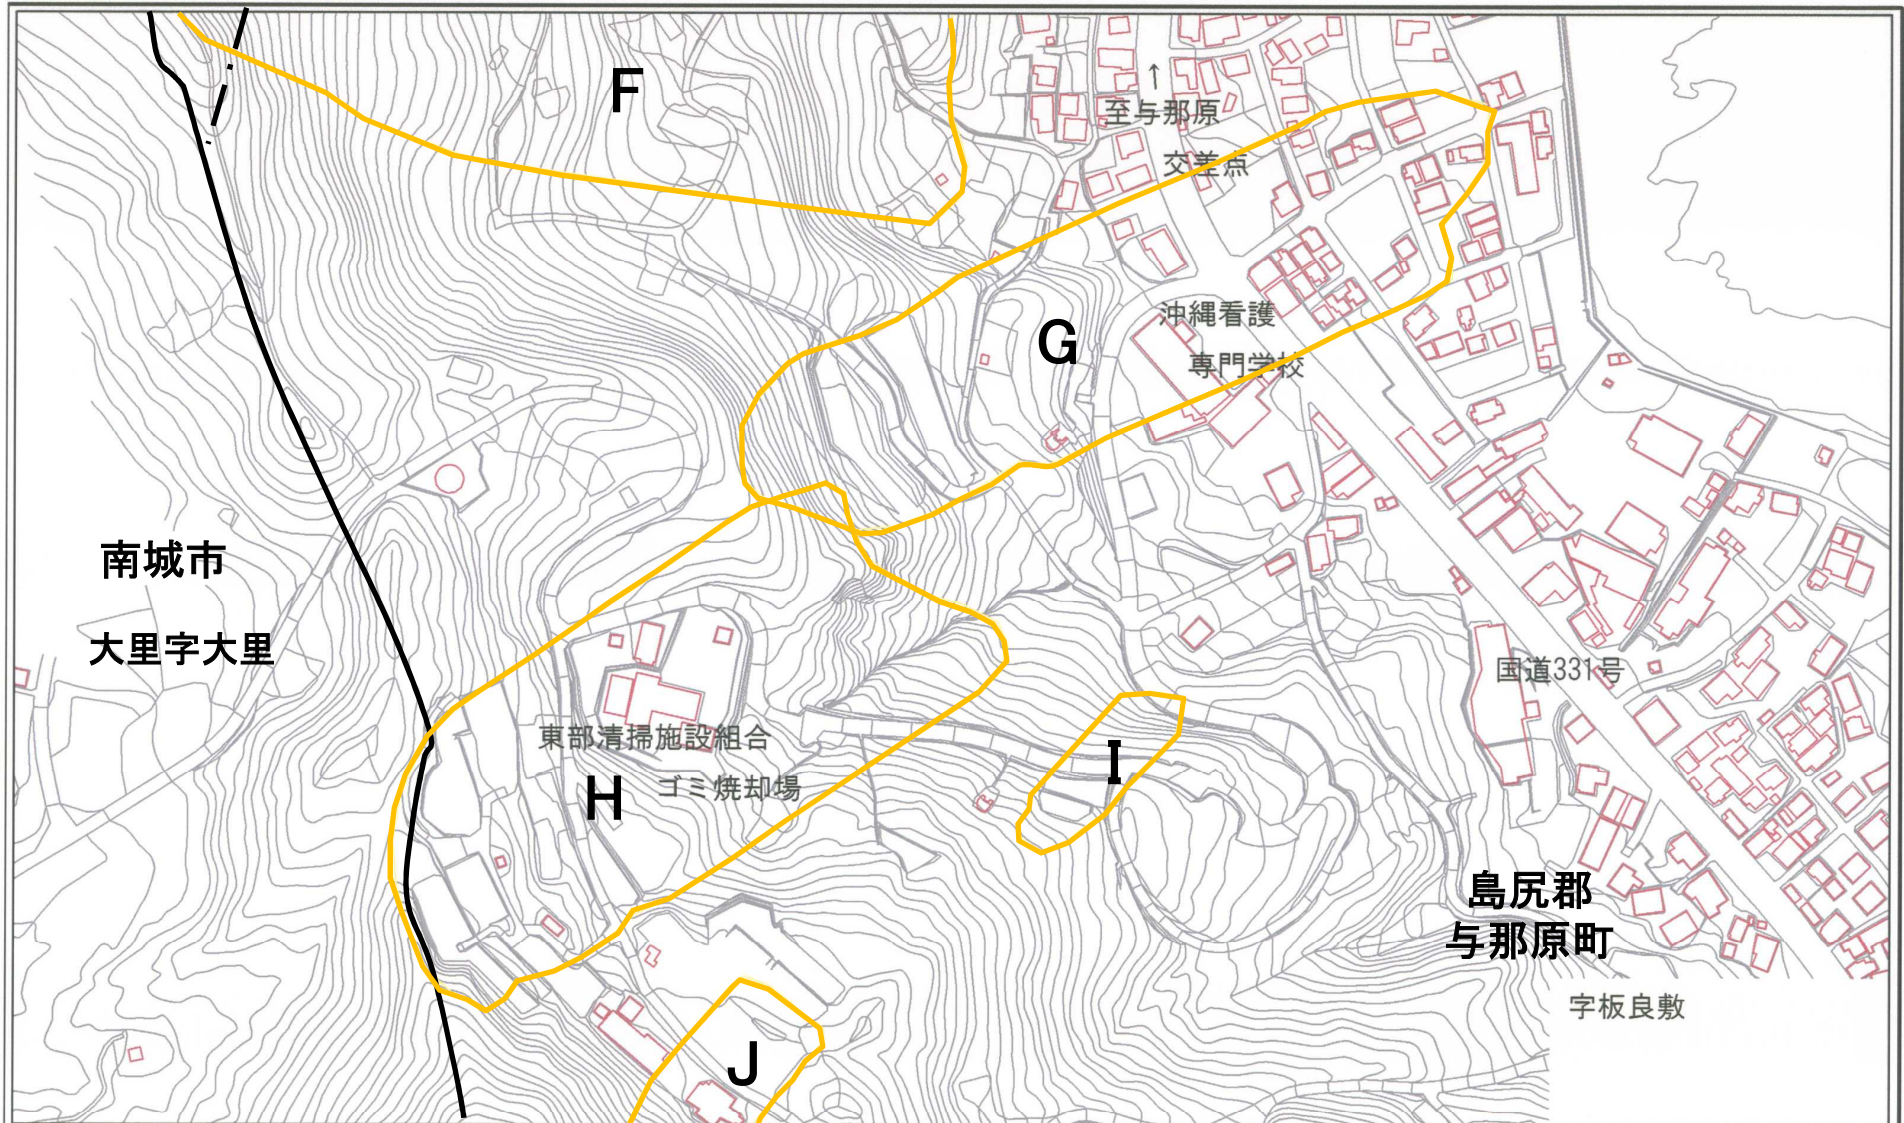 F
↑
至与那原
交差点
沖縄看護
専門学校
G
南城市
大里字大里
国道331号
東部清掃施設組合
ゴミ焼却場
H
I
島尻郡
与那原町
字板良敷
J